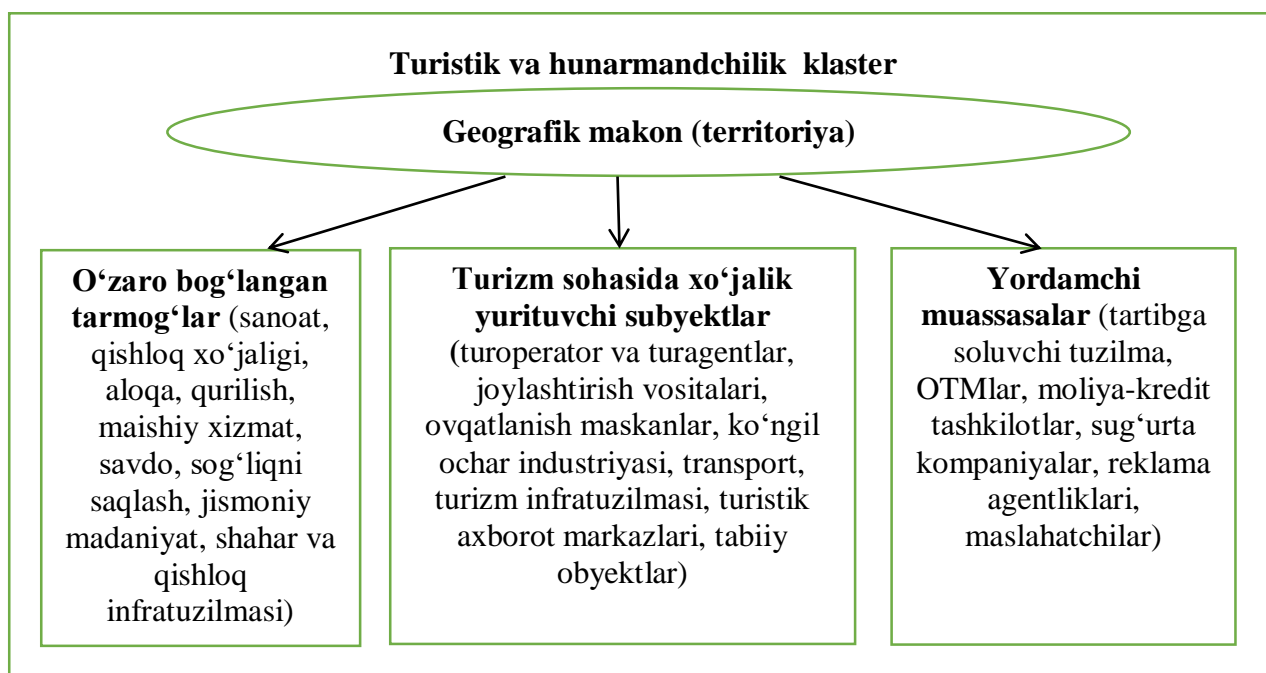 Turistik va hunarmandchilik klaster
Geografik makon (territoriya)
O‘zaro bog‘langan
tarmog‘lar (sanoat,
qishloq xo‘jaligi,
aloqa, qurilish,
maishiy xizmat,
savdo, sog‘liqni
saqlash, jismoniy
madaniyat, shahar va
qishloq
infratuzilmasi)
Turizm sohasida xo‘jalik
yurituvchi subyektlar
(turoperator va turagentlar,
joylashtirish vositalari,
ovqatlanish maskanlar, ko‘ngil
ochar industriyasi, transport,
turizm infratuzilmasi, turistik
axborot markazlari, tabiiy
obyektlar)
Yordamchi
muassasalar (tartibga
soluvchi tuzilma,
OTMlar, moliya-kredit
tashkilotlar, sug‘urta
kompaniyalar, reklama
agentliklari,
maslahatchilar)